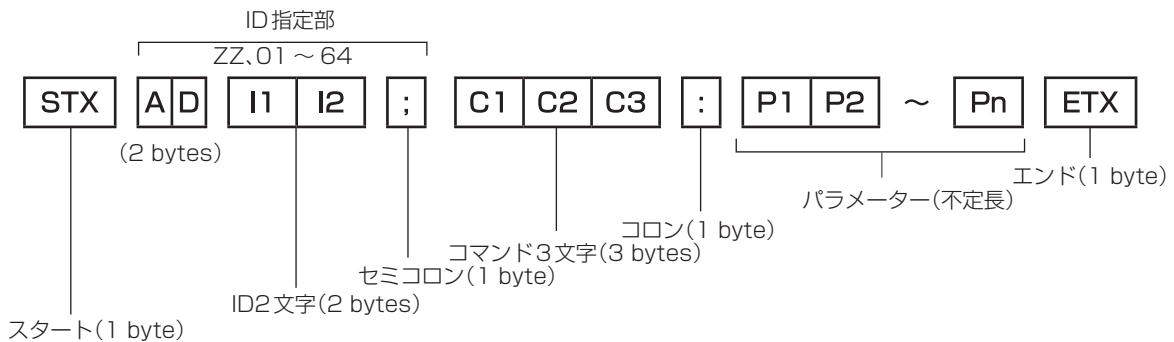 ID指定部
ZZ、01 ～ 64
STX A D I1 I2 ; C1 C2 C3 : P1 P2 ～ Pn ETX
(2 bytes)
エンド(1 byte)
パラメーター(不定長)
コロン(1 byte)
コマンド3文字(3 bytes)
セミコロン(1 byte)
ID2文字(2 bytes)
スタート(1 byte)